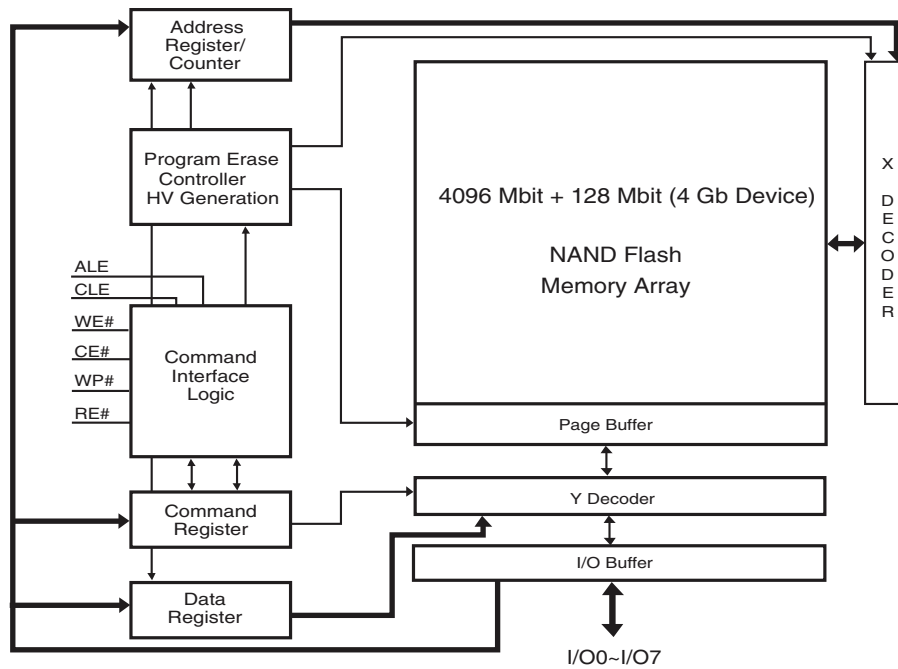 Address
Register/
Counter
Program Erase
Controller
HV Generation
ALE
CLE
WE#
CE#
WP#
RE#
Command
Interface
Logic
Command
Register
Data
Register
4096 Mbit + 128 Mbit (4 Gb Device)
NAND Flash
Memory Array
Page Buffer
Y Decoder
I/O Buffer
I/O0~I/O7
X
D
E
C
O
D
E
R